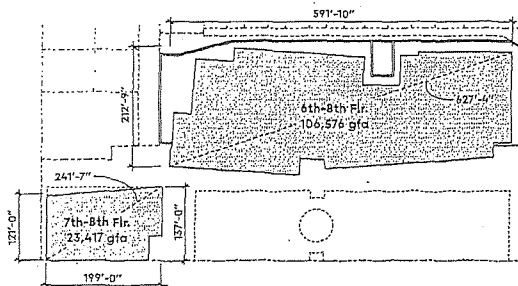 591'-10"
212'-9"
6th-8th Flr.
106,576 gfa
627'-4"
241'-7"
7th-8th Flr.
23,417 gfa
121'-0"
137'-0"
199'-0"